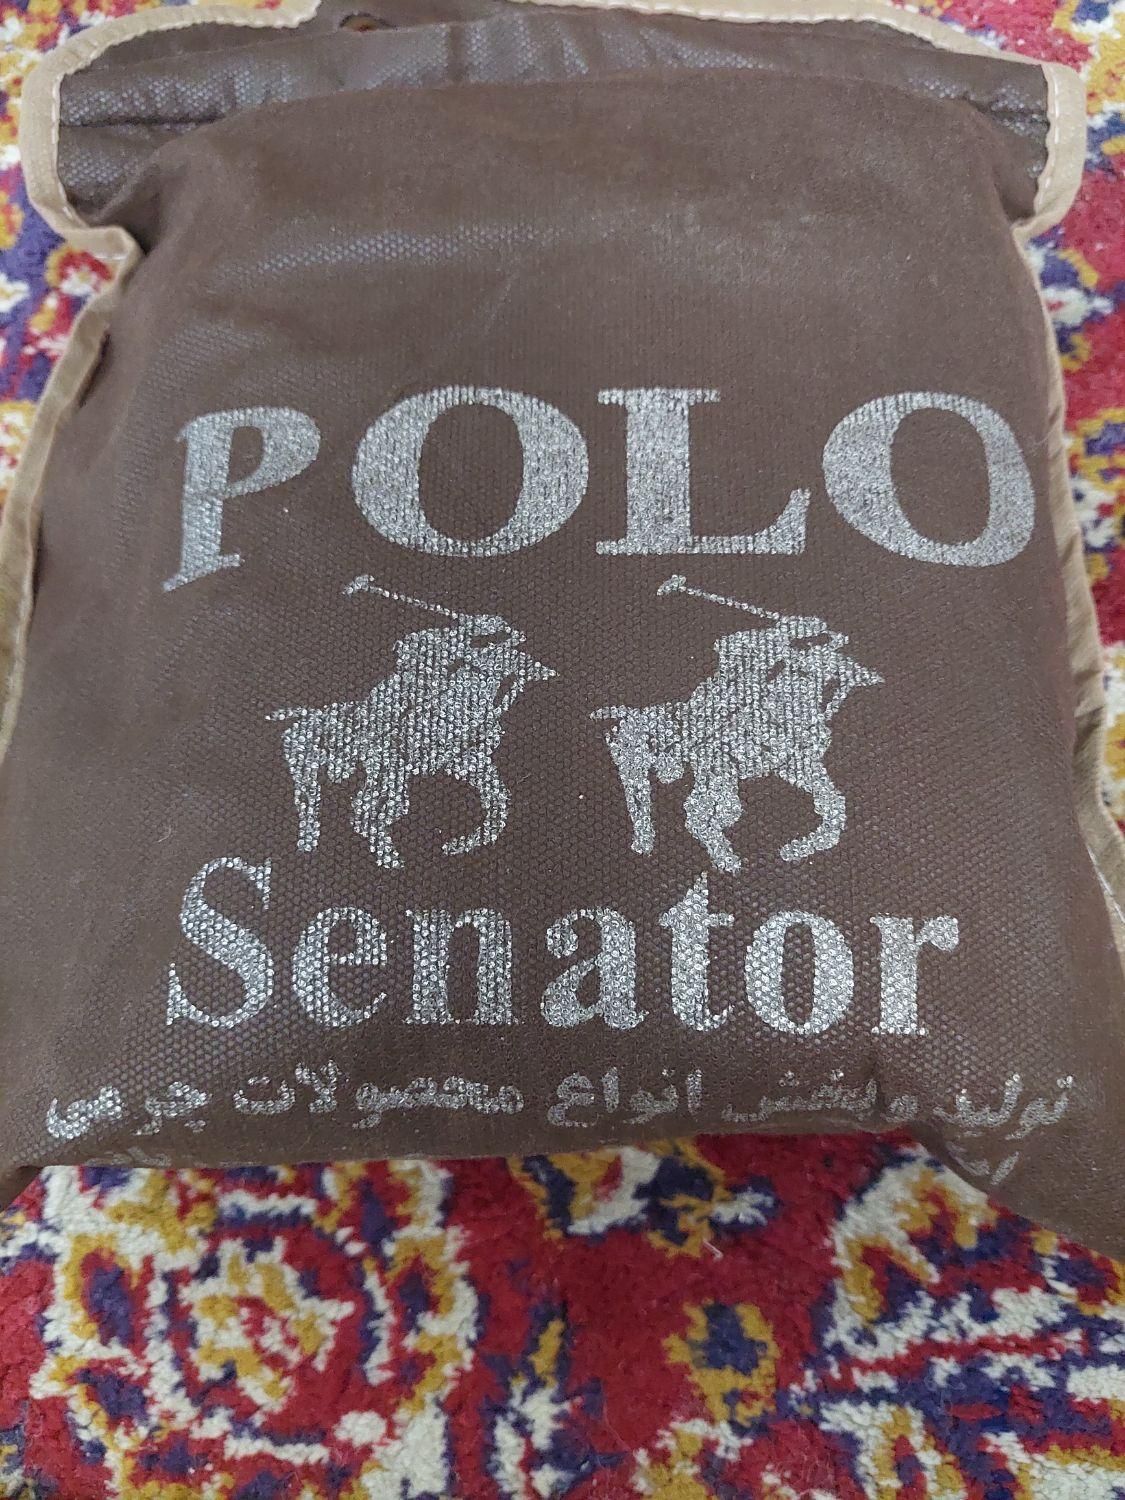 POLO
Senator
تولید و پخش انواع محصولات چرمی